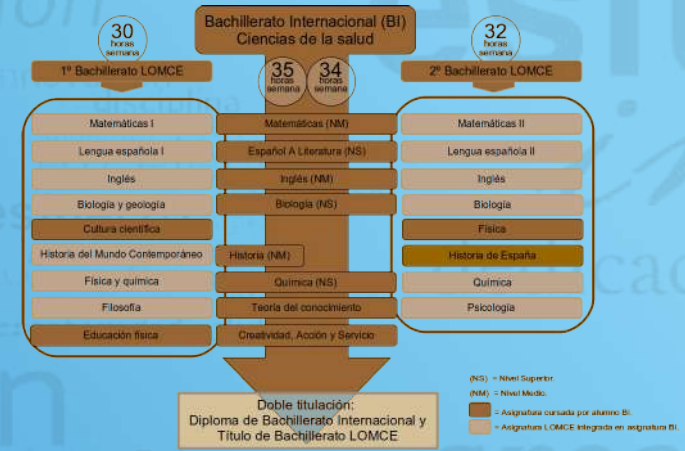 Bachillerato Internacional (BI)
Ciencias de la salud
30
horas
semana
32
horas
semana
1º Bachillerato LOMCE
35
horas
semana
34
horas
semana
2º Bachillerato LOMCE
Matemáticas I
Matemáticas (NM)
Matemáticas II
Lengua española I
Español A Literatura (NS)
Lengua española II
Inglés
Inglés (NM)
Inglés
Biología y geología
Biología (NS)
Biología
Cultura científica
Física
Historia del Mundo Contemporáneo
Historia (NM)
Historia de España
Física y química
Química (NS)
Química
Filosofía
Teoría del conocimiento
Psicología
Educación física
Creatividad, Acción y Servicio
Doble titulación:
Diploma de Bachillerato Internacional y
Título de Bachillerato LOMCE
(NS) = Nivel Superior.
(NM) = Nivel Medio.
= Asignatura cursada por alumno BI.
= Asignatura LOMCE integrada en asignatura BI.